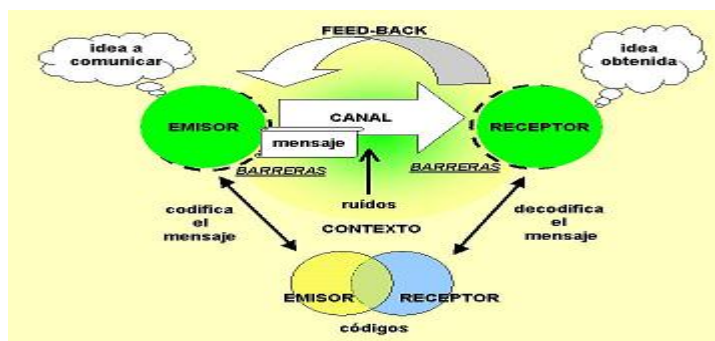 FEED-BACK
idea a
comunicar
idea
obtenida
EMISOR
CANAL
RECEPTOR
mensaje
BARRERAS
BARRERAS
codifica
el
mensaje
ruídos
decodifica
el
mensaje
CONTEXTO
EMISOR
RECEPTOR
códigos